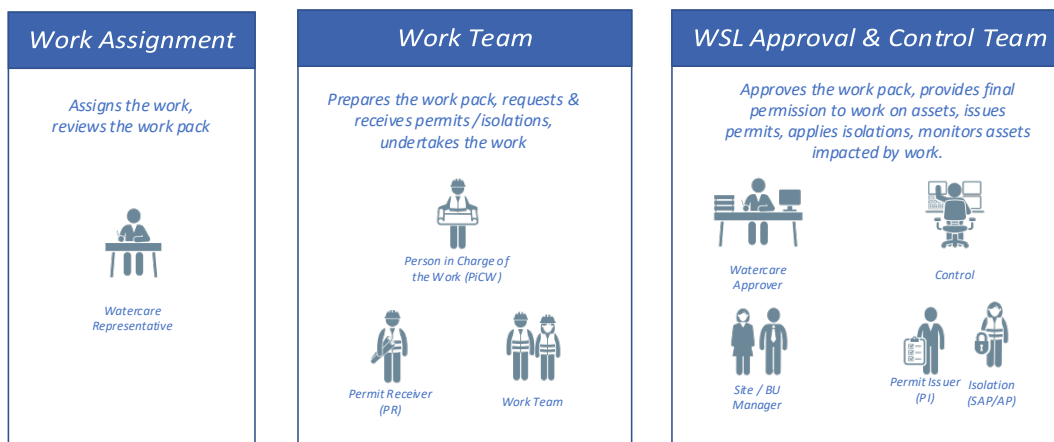 Work Assignment
Assigns the work,
reviews the work pack
Watercare
Representative
Work Team
Prepares the work pack, requests &
receives permits /isolations,
undertakes the work
Person in Charge of
the Work (PiCW)
Permit Receiver
(PR)
Work Team
WSL Approval & Control Team
Approves the work pack, provides final
permission to work on assets, issues
permits, applies isolations, monitors assets
impacted by work.
Watercare
Approver
Control
Site / BU
Manager
Permit Issuer
(PI)
Isolation
(SAP/AP)